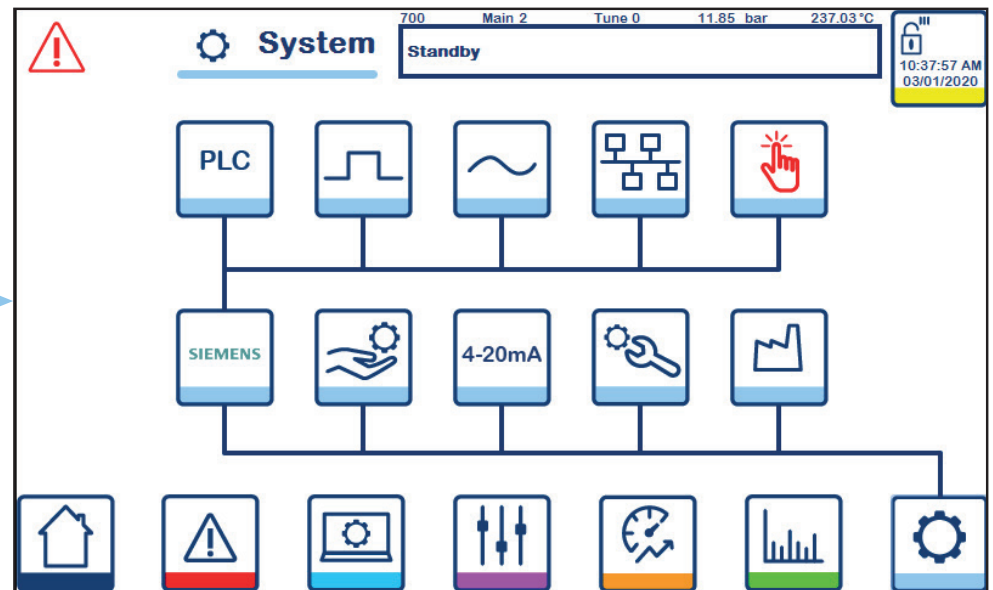 700 Main 2 Tune 0 11.85 bar 237.03°C
System
Standby
10:37:57 AM
03/01/2020
PLC
SIEMENS
4-20mA